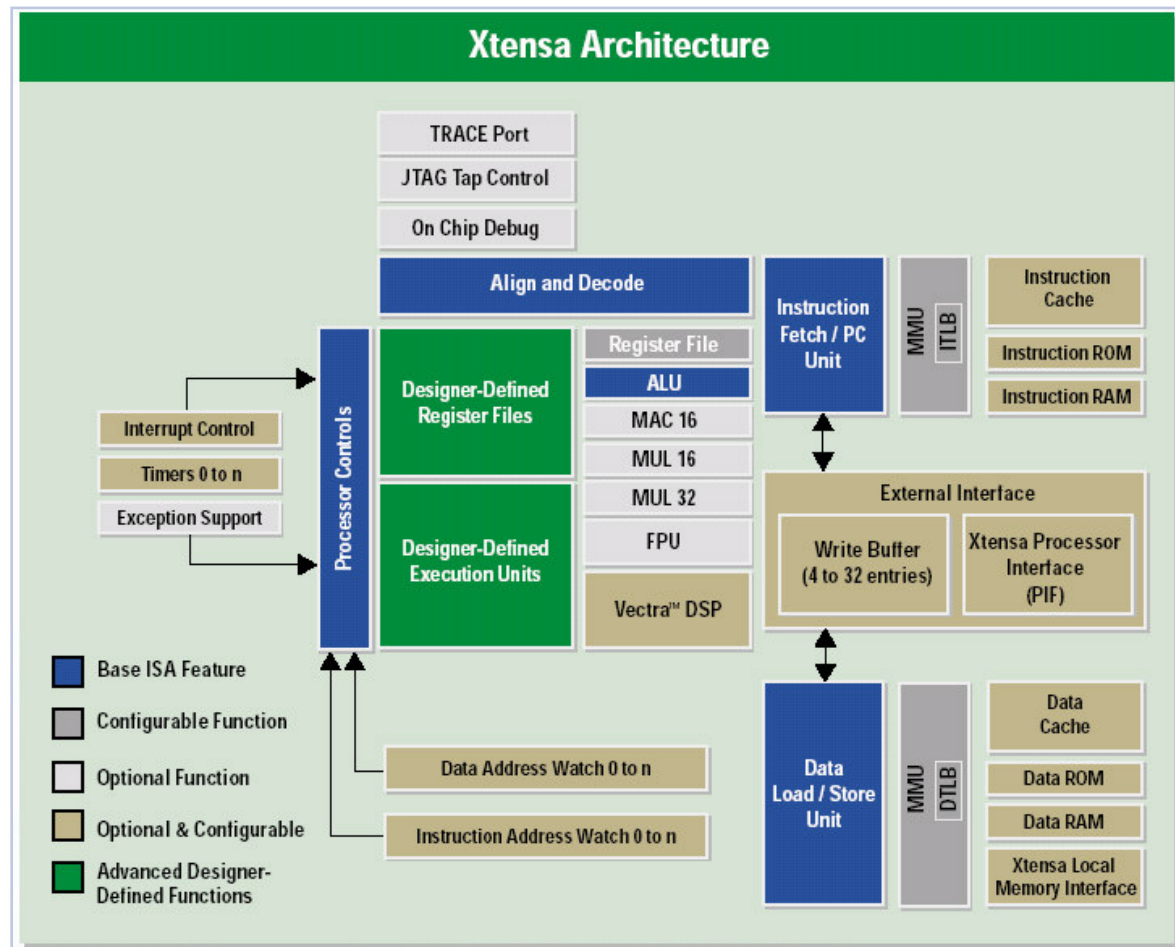 Xtensa Architecture
TRACE Port
JTAG Tap Control
On Chip Debug
Align and Decode
Instruction
Fetch / PC
Unit
MMU
ITLB
Instruction
Cache
Instruction ROM
Instruction RAM
Processor Controls
Designer-Defined
Register Files
Register File
ALU
MAC 16
MUL 16
MUL 32
FPU
Vectra™ DSP
Designer-Defined
Execution Units
Interrupt Control
Timers 0 to n
Exception Support
External Interface
Write Buffer
(4 to 32 entries)
Xtensa Processor
Interface
(PIF)
Base ISA Feature
Configurable Function
Optional Function
Optional & Configurable
Advanced Designer-
Defined Functions
Data Address Watch 0 to n
Instruction Address Watch 0 to n
Data
Load / Store
Unit
MMU
DTLB
Data
Cache
Data ROM
Data RAM
Xtensa Local
Memory Interface